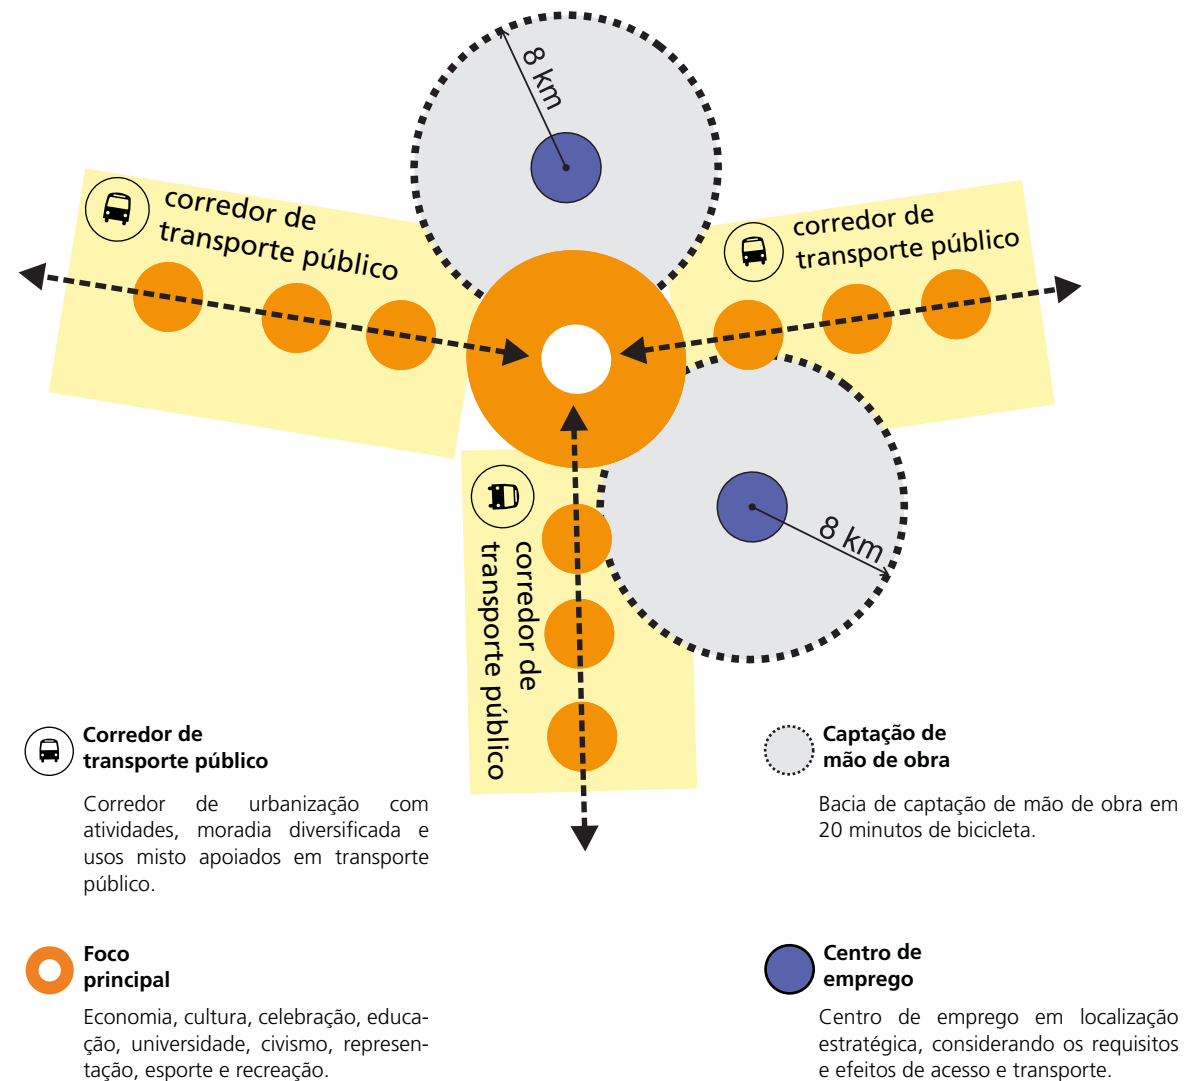 8 km
corredor de
transporte público
corredor de
transporte público
8 km
corredor de
transporte público
Corredor de
transporte público
Corredor de urbanização com
atividades, moradia diversificada e
usos misto apoiados em transporte
público.
Captação de
mão de obra
Bacia de captação de mão de obra em
20 minutos de bicicleta.
Foco
principal
Economia, cultura, celebração, educa-
ção, universidade, civismo, represen-
tação, esporte e recreação.
Centro de
emprego
Centro de emprego em localização
estratégica, considerando os requisitos
e efeitos de acesso e transporte.